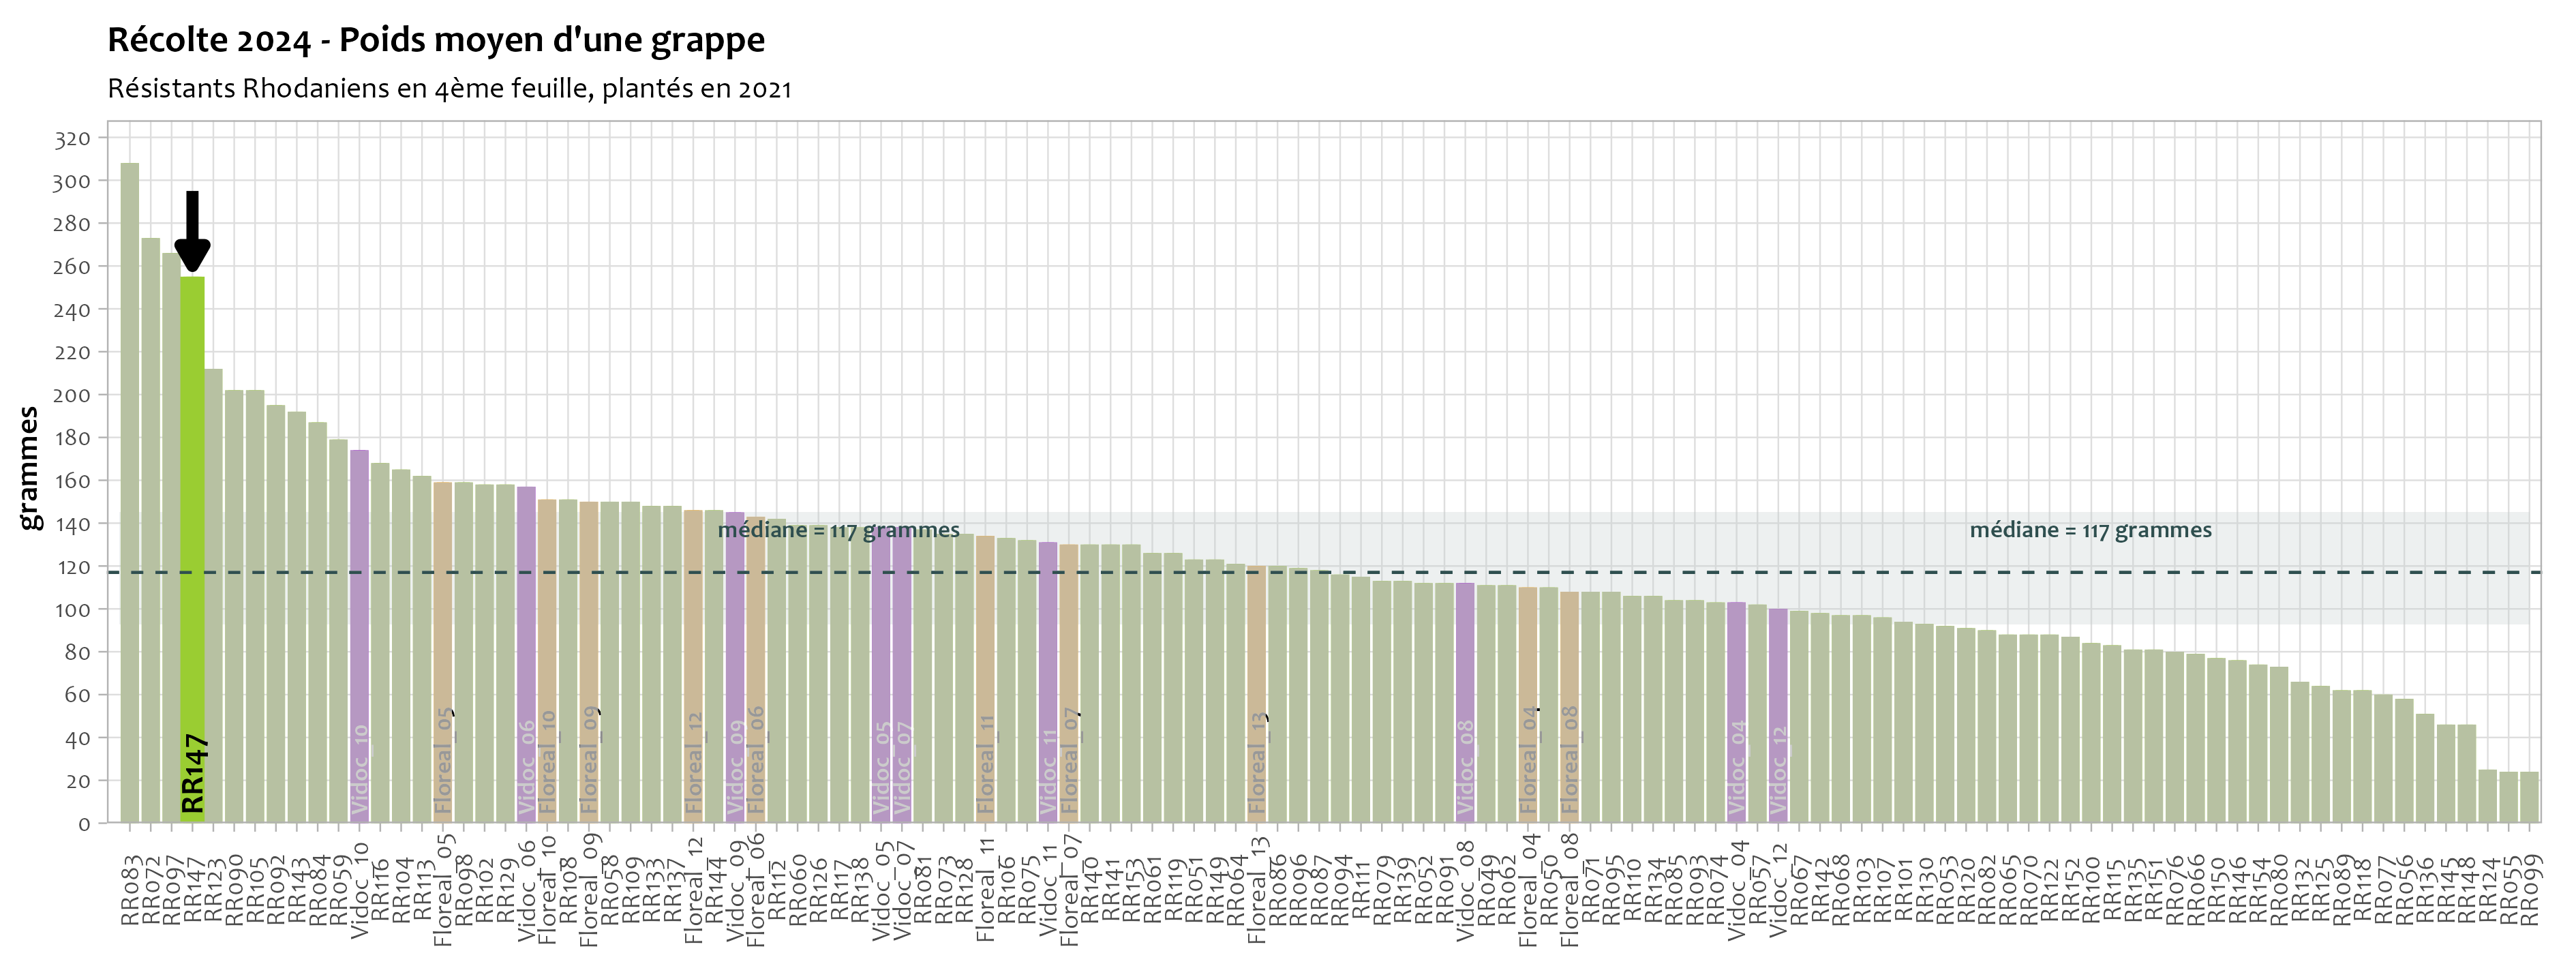 Récolte 2024 - Poids moyen d'une grappe
Résistants Rhodaniens en 4ème feuille, plantés en 2021
grammes
320
300
280
260
240
220
200
180
160
140
120
100
80
60
40
20
0
médiane = 117 grammes
médiane = 117 grammes
RR147
Vidoc_10
Floreal_05
Vidoc_06
Floreal_10
Floreal_09
Floreal_12
Vidoc_09
Floreal_06
Vidoc_05
Vidoc_07
Floreal_11
Vidoc_11
Floreal_07
Floreal_13
Vidoc_08
Floreal_04
Floreal_08
Vidoc_04
Vidoc_12
RR083
RR072
RR097
RR147
RR123
RR090
RR105
RR092
RR143
RR084
RR059
Vidoc_10
RR116
RR104
RR113
Floreal_05
RR098
RR102
RR129
Vidoc_06
Floreal_10
RR108
Floreal_09
RR058
RR109
RR133
RR137
Floreal_12
RR144
Vidoc_09
Floreal_06
RR112
RR060
RR126
RR117
RR138
Vidoc_05
Vidoc_07
RR081
RR073
RR128
Floreal_11
RR106
RR075
Vidoc_11
Floreal_07
RR140
RR141
RR153
RR061
RR119
RR051
RR149
RR064
Floreal_13
RR086
RR096
RR087
RR094
RR111
RR079
RR139
RR052
RR091
Vidoc_08
RR049
RR062
Floreal_04
RR050
Floreal_08
RR071
RR095
RR110
RR134
RR085
RR093
RR074
Vidoc_04
RR057
Vidoc_12
RR067
RR142
RR068
RR103
RR107
RR101
RR130
RR053
RR120
RR082
RR065
RR070
RR122
RR152
RR100
RR115
RR135
RR151
RR076
RR066
RR150
RR146
RR154
RR080
RR132
RR125
RR089
RR118
RR077
RR056
RR136
RR145
RR148
RR124
RR055
RR099